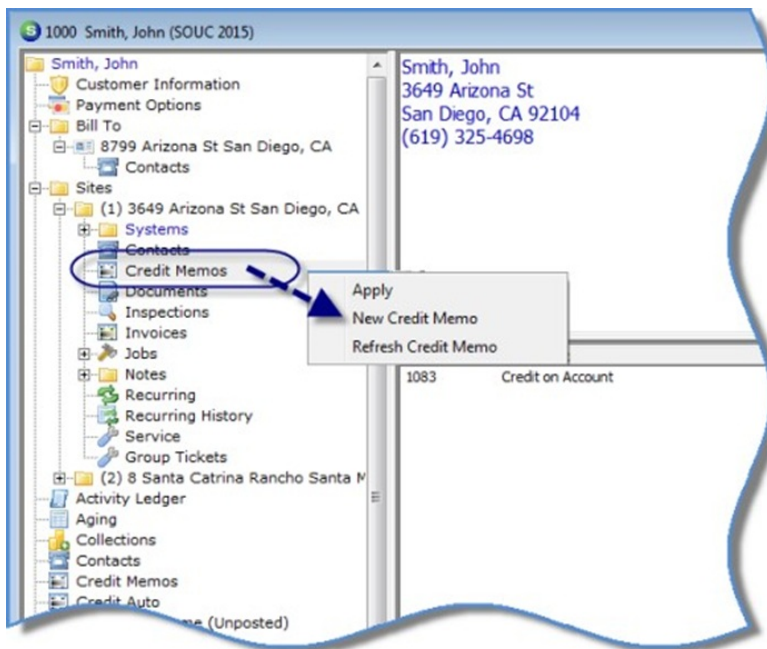 1000 Smith, John (SOUC 2015)
Smith, John
Customer Information
Payment Options
Bill To
8799 Arizona St San Diego, CA
Contacts
Sites
(1) 3649 Arizona St San Diego, CA
Systems
Contacts
Credit Memos
Documents
Inspections
Invoices
Jobs
Notes
Recurring
Recurring History
Service
Group Tickets
(2) 8 Santa Catrina Rancho Santa
Activity Ledger
Aging
Collections
Contacts
Credit Memos
Credit Auto
(Unposted)
Smith, John
3649 Arizona St
San Diego, CA 92104
(619) 325-4698
Apply
New Credit Memo
Refresh Credit Memo
1083 Credit on Account